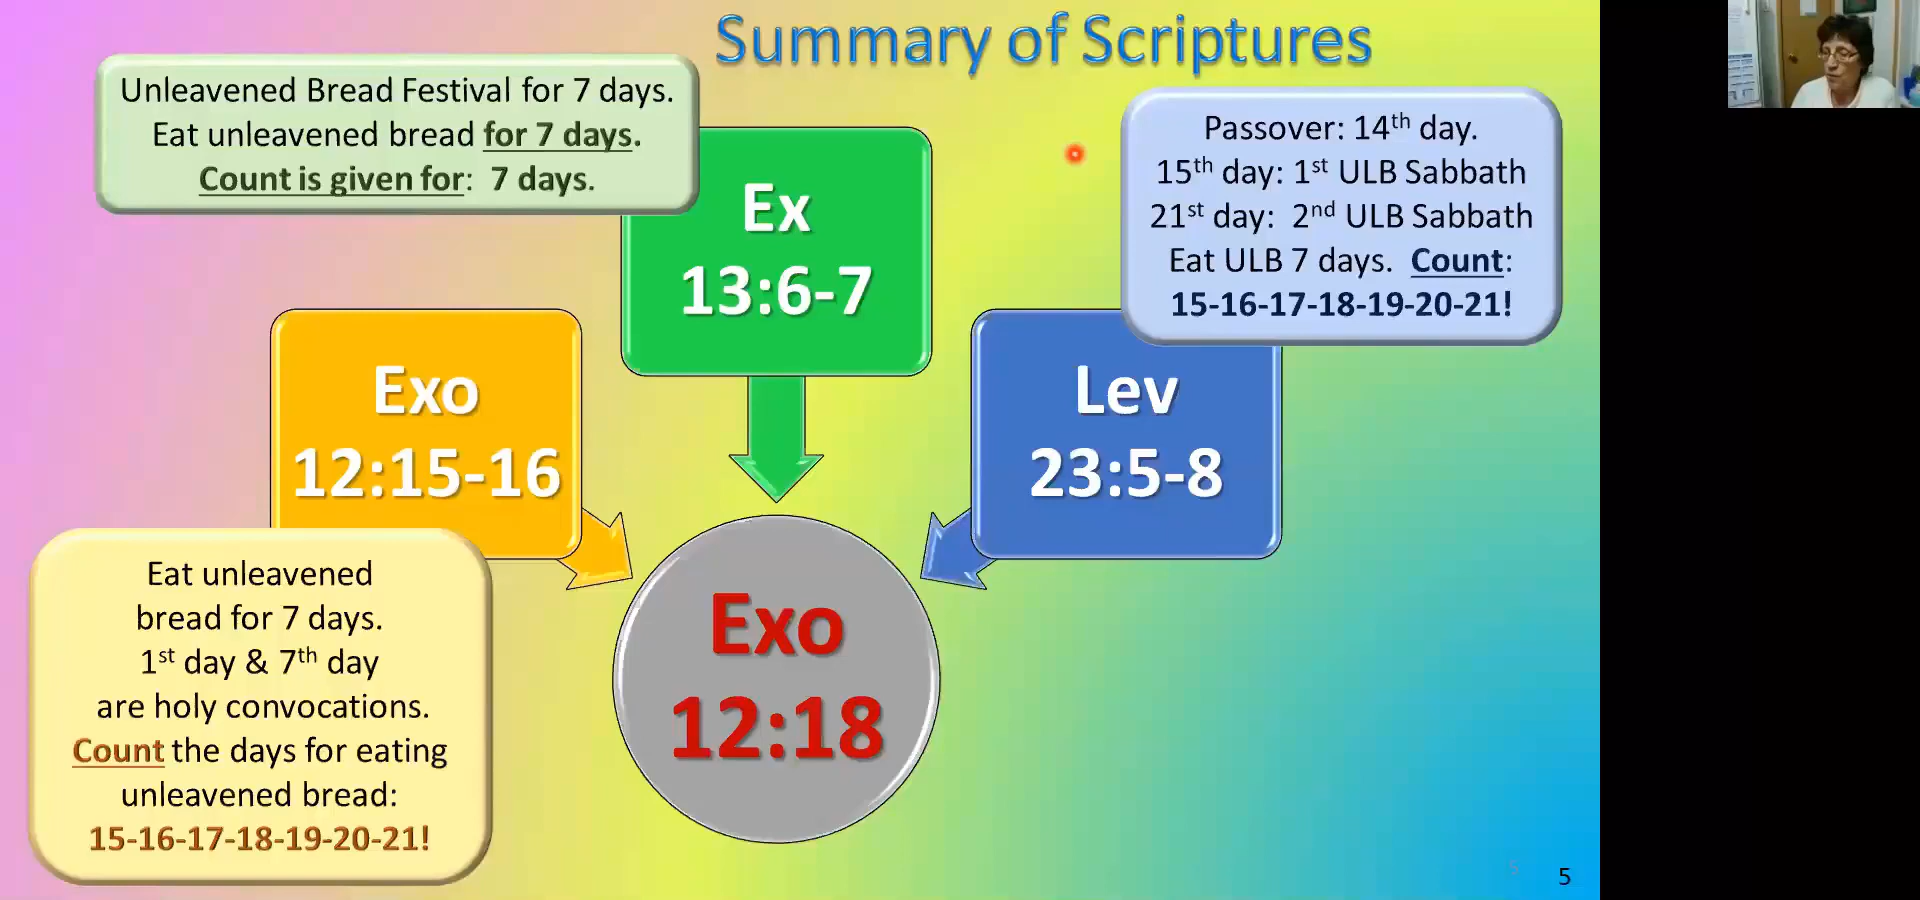 Summary of Scriptures
Unleavened Bread Festival for 7 days.
Eat unleavened bread for 7 days.
Count is given for:  7 days.
Ex
13:6-7
Passover: 14th day.
15th day: 1st ULB Sabbath
21st day:  2nd ULB Sabbath
Eat ULB 7 days.  Count:
15-16-17-18-19-20-21!
Exo
12:15-16
Lev
23:5-8
Eat unleavened
bread for 7 days.
1st day & 7th day
are holy convocations.
Count the days for eating
unleavened bread:
15-16-17-18-19-20-21!
Exo
12:18
5
5